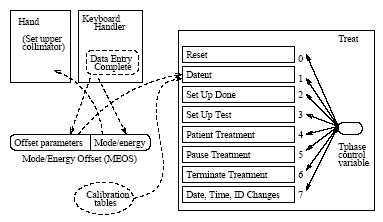 Hand
(Set upper
collimator)
Keyboard
Handler
Data Entry
Complete
Offset parameters
Mode/energy
Mode/Energy Offset (MEOS)
Calibration
tables
Treat
Reset
0
Datent
1
Set Up Done
2
Set Up Test
3
Patient Treatment
4
Pause Treatment
5
Terminate Treatment
6
Date, Time, ID Changes
7
Tphase
control
variable